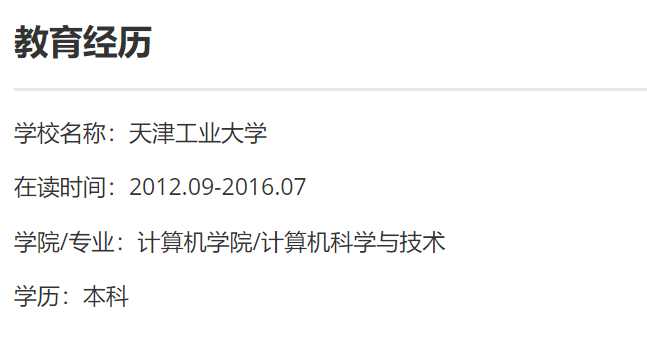 教育经历
学校名称：天津工业大学
在读时间：2012.09-2016.07
学院/专业：计算机学院/计算机科学与技术
学历：本科